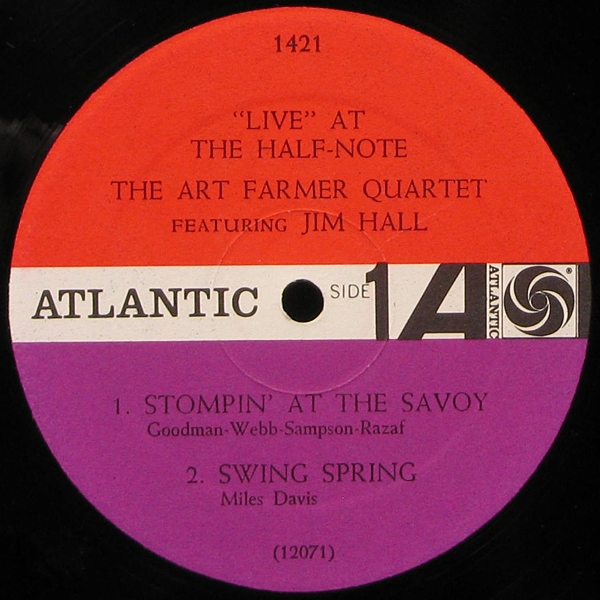 1421
"LIVE" AT
THE HALF-NOTE
THE ART FARMER QUARTET
FEATURING JIM HALL
ATLANTIC SIDE 1 A ATLANTIC ®
1. STOMPIN' AT THE SAVOY
Goodman-Webb-Sampson-Razaf
2. SWING SPRING
Miles Davis
(12071)